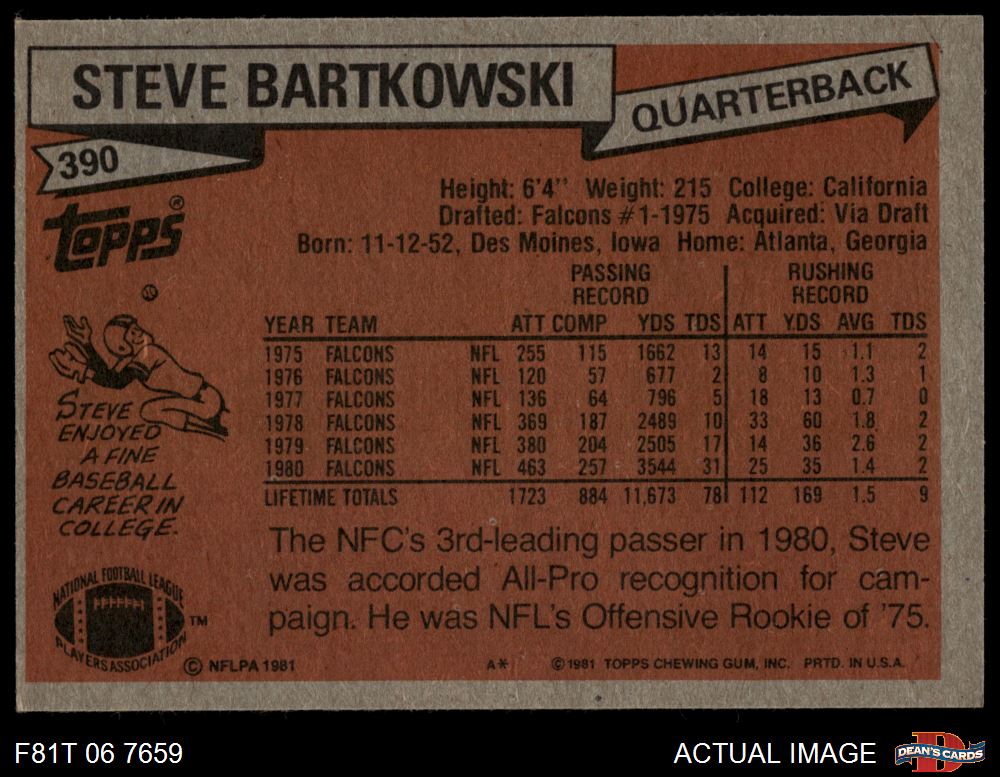 STEVE BARTKOWSKI
QUARTERBACK
390
TOPPS®
Height: 6'4" Weight: 215 College: California
Drafted: Falcons #1-1975 Acquired: Via Draft
Born: 11-12-52, Des Moines, Iowa Home: Atlanta, Georgia
PASSING RECORD RUSHING RECORD
YEAR TEAM ATT COMP YDS TDS ATT YDS AVG TDS
1975 FALCONS NFL 255 115 1662 13 14 15 1.1 2
1976 FALCONS NFL 120 57 677 2 8 10 1.3 1
1977 FALCONS NFL 136 64 796 5 18 13 0.7 0
1978 FALCONS NFL 369 187 2489 10 33 60 1.8 2
1979 FALCONS NFL 380 204 2505 17 14 36 2.6 2
1980 FALCONS NFL 463 257 3544 31 25 35 1.4 2
LIFETIME TOTALS 1723 884 11,673 78 112 169 1.5 9
STEVE
ENJOYED
A FINE
BASEBALL
CAREER IN
COLLEGE.
The NFC's 3rd-leading passer in 1980, Steve
was accorded All-Pro recognition for cam-
paign. He was NFL's Offensive Rookie of '75.
NATIONAL FOOTBALL LEAGUE
PLAYERS ASSOCIATION
TM
© NFLPA 1981 A* © 1981 TOPPS CHEWING GUM, INC. PRTD. IN U.S.A.
F81T 06 7659 ACTUAL IMAGE
D
DEAN'S CARDS